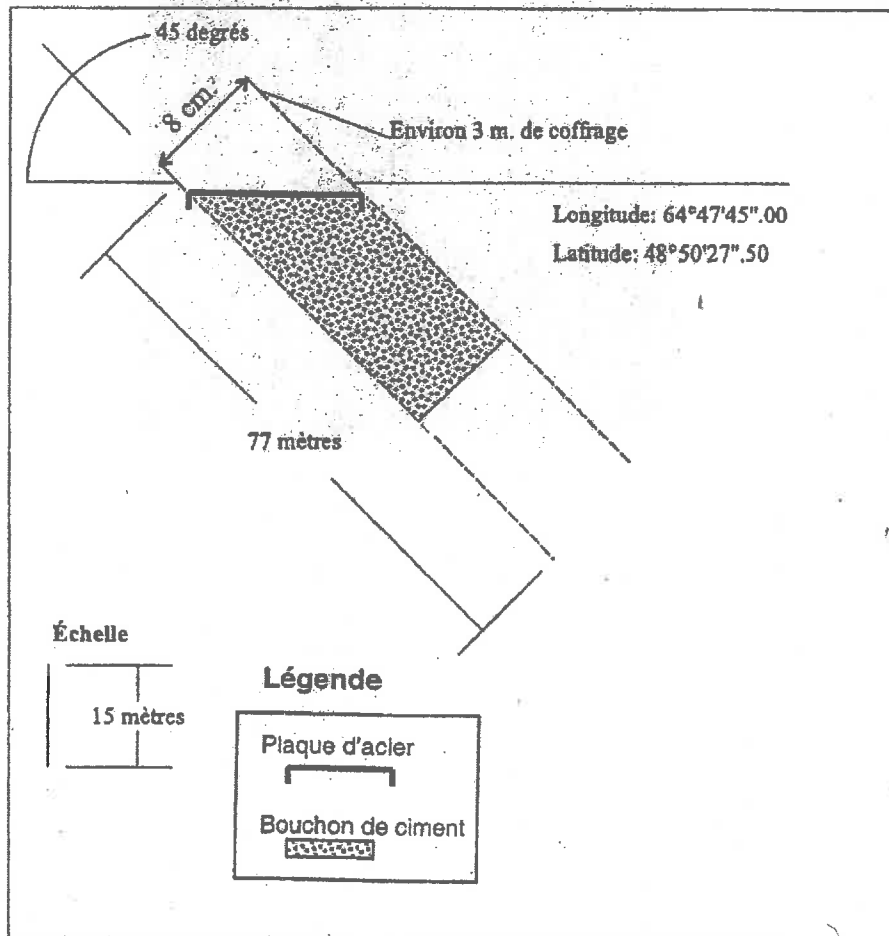 45 degrés
8 cm.
Environ 3 m. de coffrage
Longitude: 64°47'45".00
Latitude: 48°50'27",50
77 mètres
Échelle
15 mètres
Légende
Plaque d'acier
Bouchon de ciment